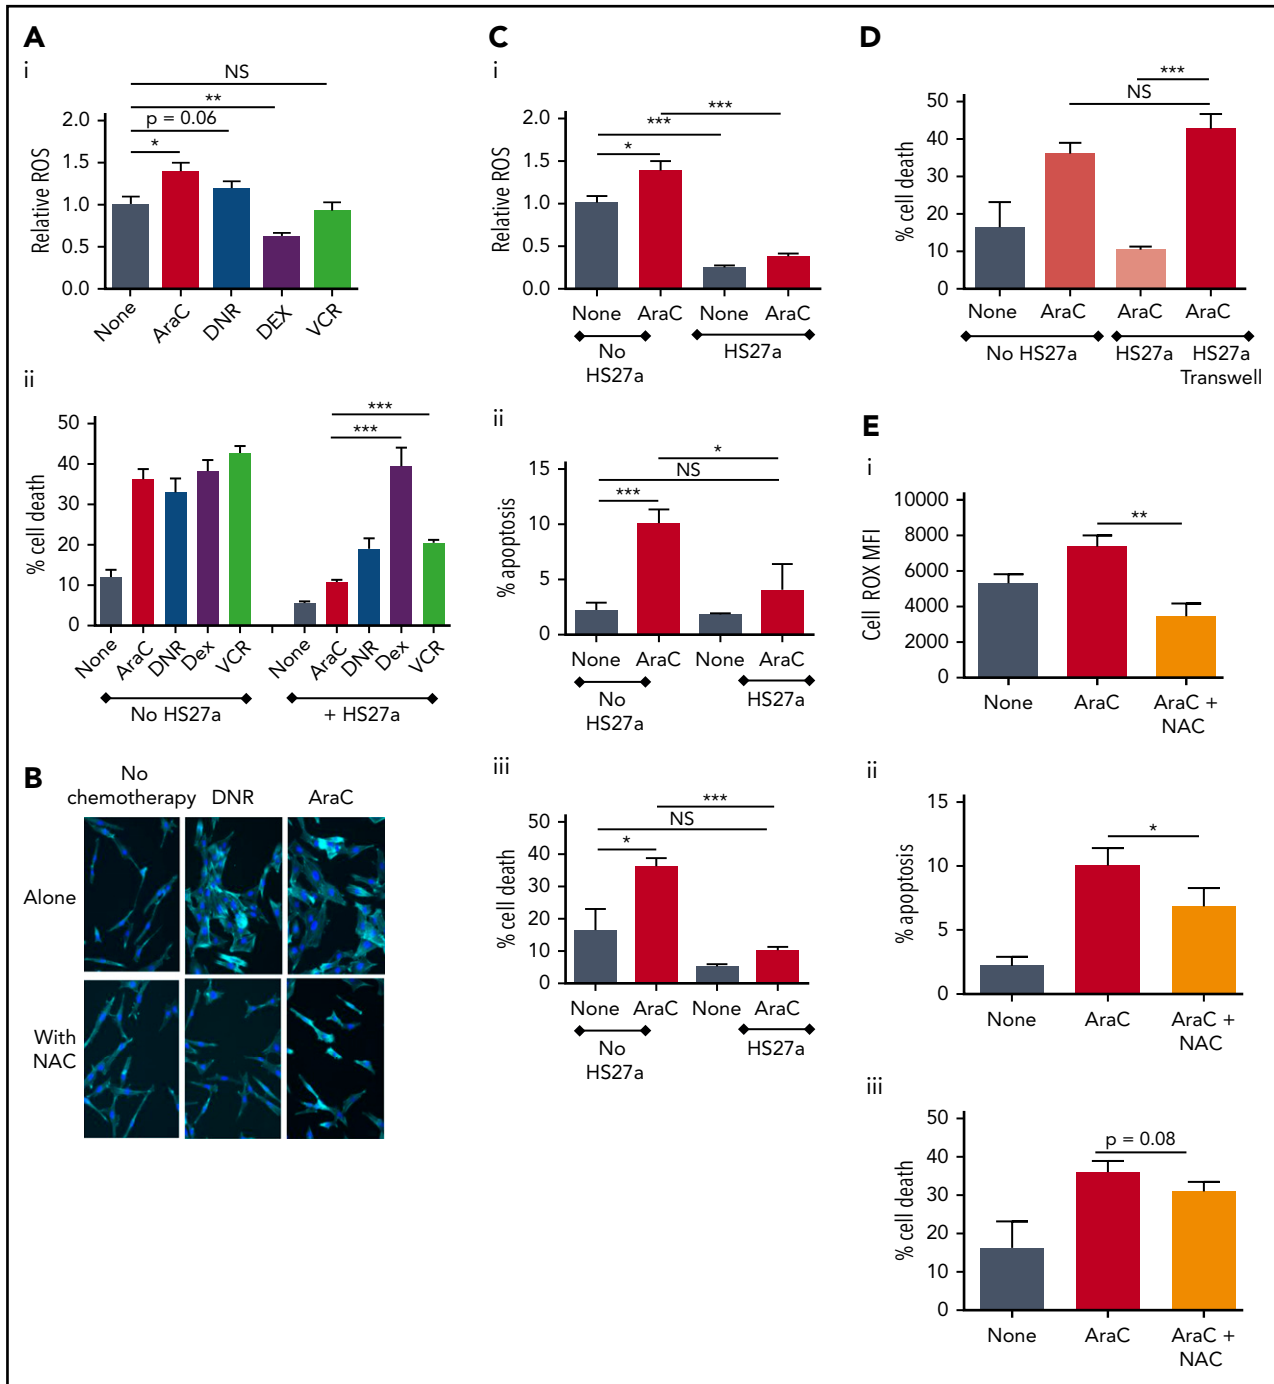 A
i
NS
**
p = 0.06
*
Relative ROS
2.0
1.5
1.0
0.5
0.0
None
AraC
DNR
DEX
VCR
ii
***
***
% cell death
50
40
30
20
10
0
None
AraC
DNR
Dex
VCR
None
AraC
DNR
Dex
VCR
No HS27a
+ HS27a
B
No
chemotherapy
DNR
AraC
Alone
With
NAC
C
i
***
***
*
Relative ROS
2.0
1.5
1.0
0.5
0.0
None AraC None AraC
No
HS27a
HS27a
ii
*
NS
***
% apoptosis
15
10
5
0
None AraC None AraC
No
HS27a
HS27a
iii
***
NS
*
% cell death
50
40
30
20
10
0
None AraC None AraC
No
HS27a
HS27a
D
***
NS
% cell death
50
40
30
20
10
0
None AraC AraC AraC
No HS27a
HS27a
HS27a
Transwell
E
i
**
Cell ROX MFI
10000
8000
6000
4000
2000
0
None
AraC
AraC +
NAC
ii
*
% apoptosis
15
10
5
0
None
AraC
AraC +
NAC
iii
p = 0.08
% cell death
50
40
30
20
10
0
None
AraC
AraC +
NAC